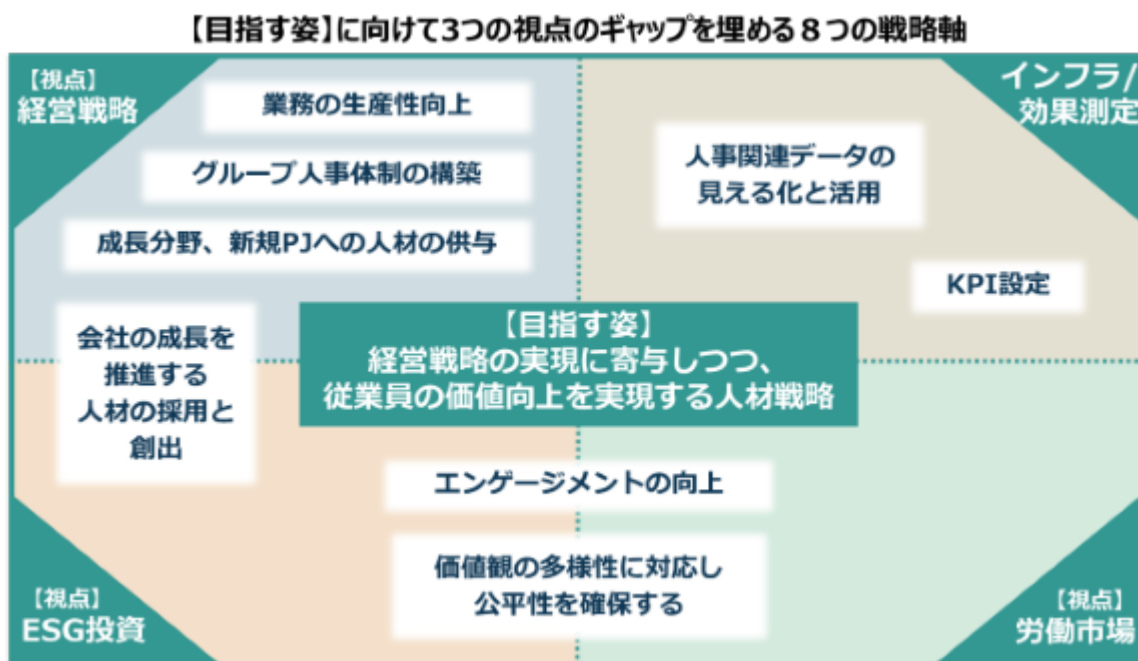 【目指す姿】に向けて3つの視点のギャップを埋める８つの戦略軸
【視点】
経営戦略
業務の生産性向上
グループ人事体制の構築
成長分野、新規PJへの人材の供与
インフラ/
効果測定
人事関連データの
見える化と活用
KPI設定
会社の成長を
推進する
人材の採用と
創出
【目指す姿】
経営戦略の実現に寄与しつつ、
従業員の価値向上を実現する人材戦略
エンゲージメントの向上
価値観の多様性に対応し
公平性を確保する
【視点】
ESG投資
【視点】
労働市場